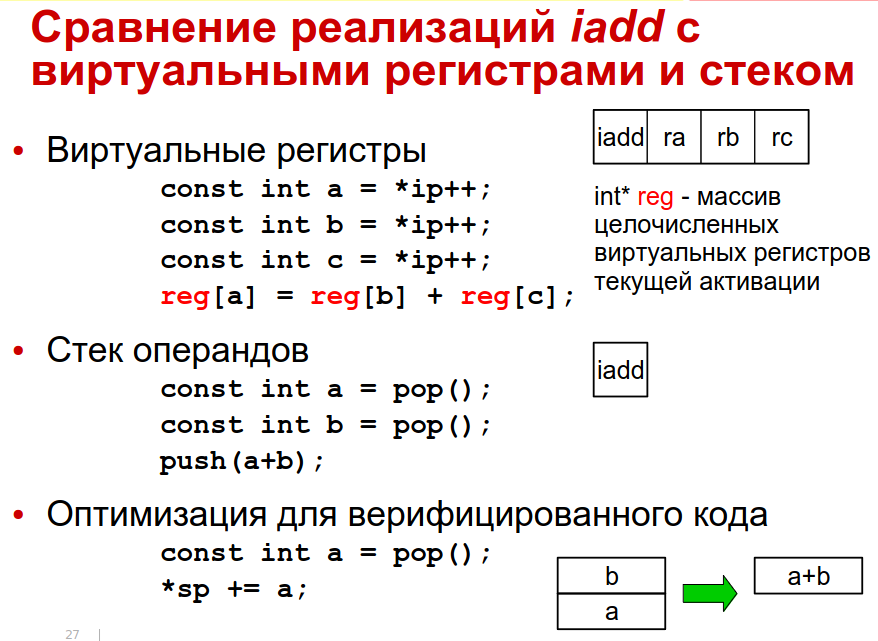 Сравнение реализаций iadd с
виртуальными регистрами и стеком
• Виртуальные регистры
const int a = *ip++;
const int b = *ip++;
const int c = *ip++;
reg[a] = reg[b] + reg[c];
iadd ra rb rc
int* reg - массив
целочисленных
виртуальных регистров
текущей активации
• Стек операндов
const int a = pop();
const int b = pop();
push(a+b);
iadd
• Оптимизация для верифицированного кода
const int a = pop();
*sp += a;
b
a
a+b
27 |